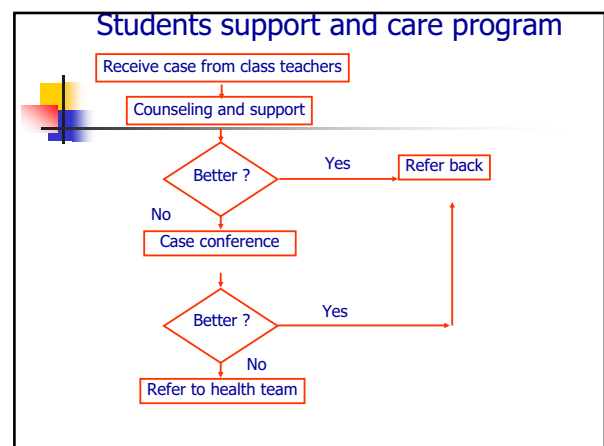 Students support and care program
Receive case from class teachers
Counseling and support
Better ?
Yes
Refer back
No
Case conference
Better ?
Yes
No
Refer to health team